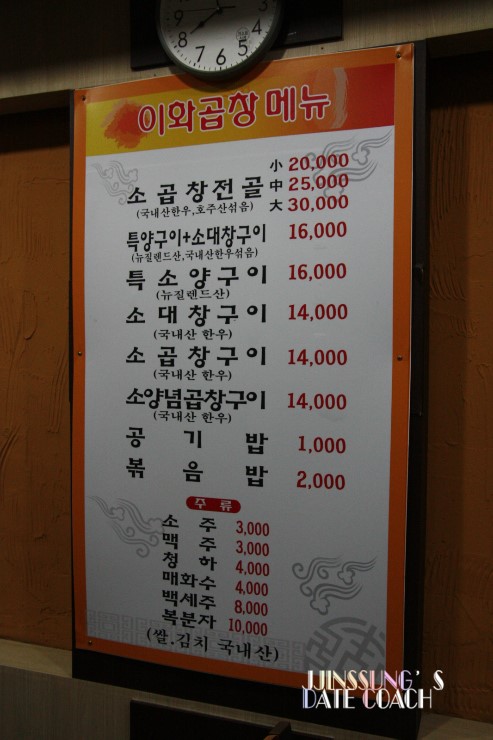 이화곱창 메뉴
小 20,000
소 곱 창 전 골 中 25,000
(국내산한우,호주산섞음) 大 30,000
특양구이+소대창구이 16,000
(뉴질렌드산,국내산한우섞음)
특 소 양 구 이 16,000
(뉴질렌드산)
소 대 창 구 이 14,000
(국내산 한우)
소 곱 창 구 이 14,000
(국내산 한우)
소양념곱창구이 14,000
(국내산 한우)
공 기 밥 1,000
볶 음 밥 2,000
주 류
소 주 3,000
맥 주 3,000
청 하 4,000
매화수 4,000
백세주 8,000
복분자 10,000
(쌀.김치 국내산)
JJINSSUNG'S
DATE COACH